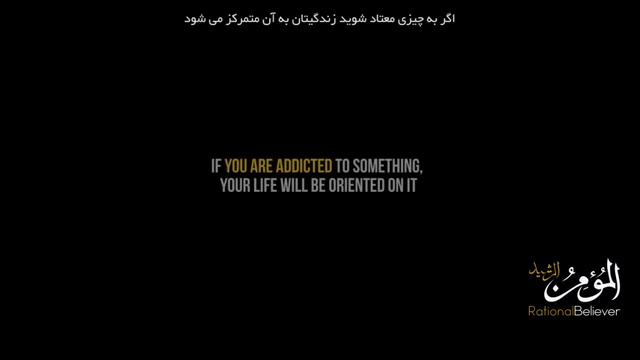 اگر به چیزی معتاد شوید زندگیتان به آن متمرکز می شود
IF YOU ARE ADDICTED TO SOMETHING,
YOUR LIFE WILL BE ORIENTED ON IT
المؤمن الرشيد
RationalBeliever